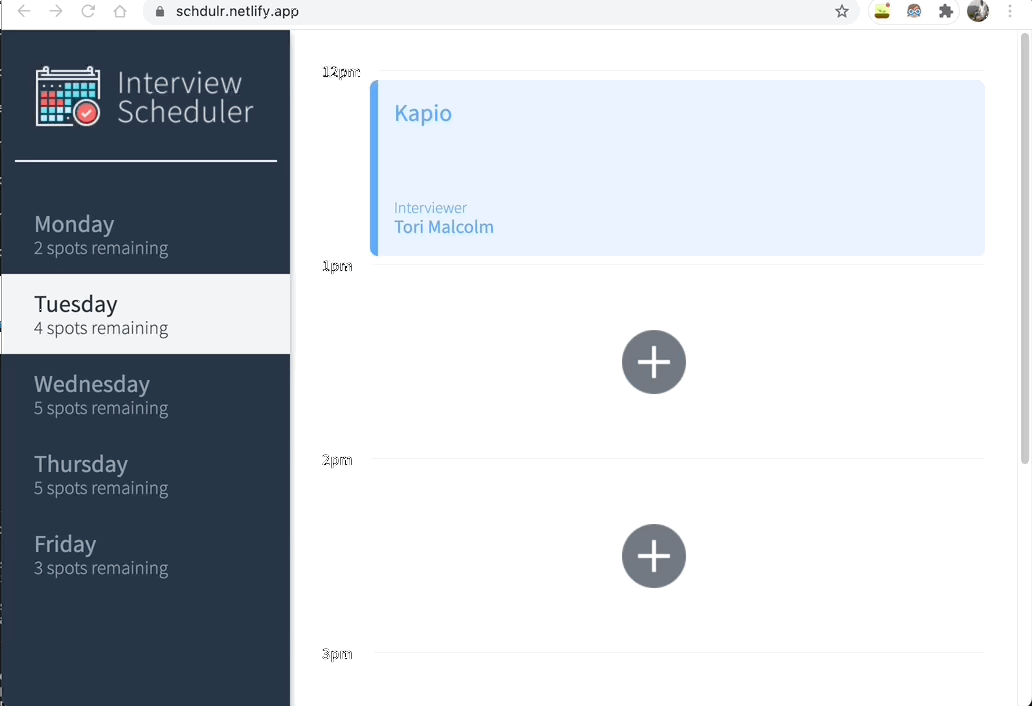 schdulr.netlify.app
Interview
Scheduler
Monday
2 spots remaining
Tuesday
4 spots remaining
Wednesday
5 spots remaining
Thursday
5 spots remaining
Friday
3 spots remaining
12pm
Kapio
Interviewer
Tori Malcolm
1pm
2pm
3pm